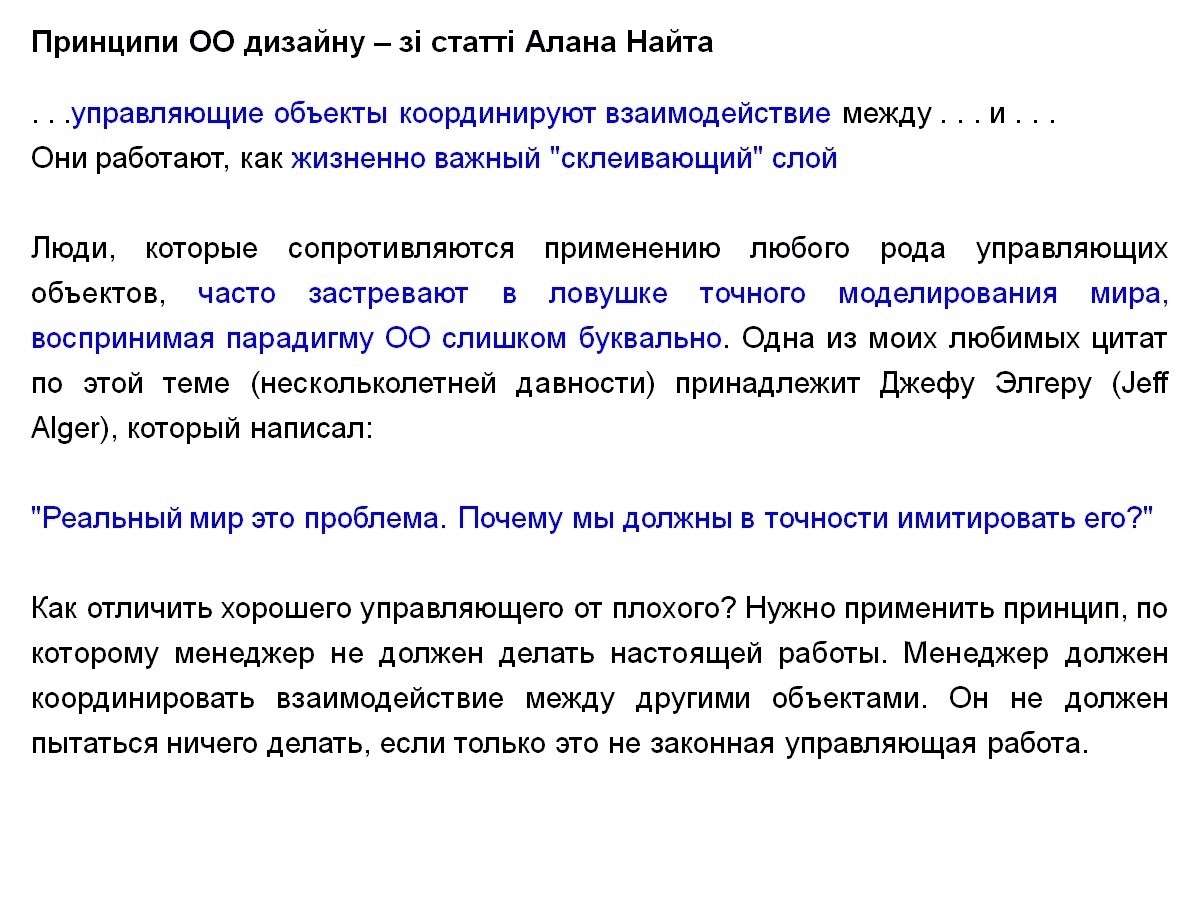 Принципи ОО дизайну – зі статті Алана Найта
. . .управляющие объекты координируют взаимодействие между . . . и . . .
Они работают, как жизненно важный "склеивающий" слой
Люди, которые сопротивляются применению любого рода управляющих
объектов, часто застревают в ловушке точного моделирования мира,
воспринимая парадигму ОО слишком буквально. Одна из моих любимых цитат
по этой теме (нескольколетней давности) принадлежит Джефу Элгеру (Jeff
Alger), который написал:
"Реальный мир это проблема. Почему мы должны в точности имитировать его?"
Как отличить хорошего управляющего от плохого? Нужно применить принцип, по
которому менеджер не должен делать настоящей работы. Менеджер должен
координировать взаимодействие между другими объектами. Он не должен
пытаться ничего делать, если только это не законная управляющая работа.